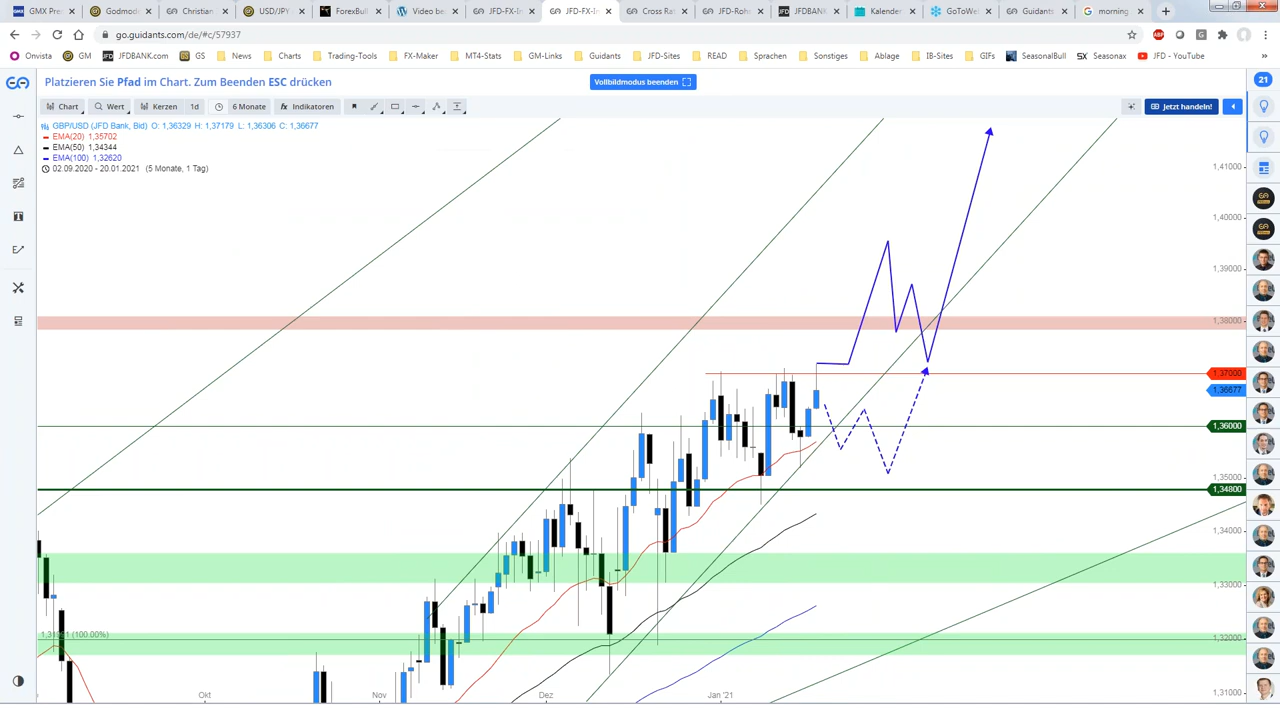 GMX Pre
Godmod
Christian
USD/JPY
ForexBull
Video be
JFD-FX-In
JFD-FX-In
Cross Ra
JFD-Roh
JFDBANK
Kalender
GoToWe
Guidants
morning
go.guidants.com/de/#c/57937
Onvista
GM
JFDBANK.com
GS
News
Charts
Trading-Tools
FX-Maker
MT4-Stats
GM-Links
Guidants
JFD-Sites
READ
Sprachen
Sonstiges
Ablage
IB-Sites
GIFs
SeasonalBull
Seasonax
JFD - YouTube
Platzieren Sie Pfad im Chart. Zum Beenden ESC drücken
Vollbildmodus beenden
21
Chart
Wert
Kerzen
1d
6 Monate
Indikatoren
Jetzt handeln!
GBP/USD (JFD Bank, Bid) O: 1,36329 H: 1,37179 L: 1,36306 C: 1,36677
EMA(20) 1,35702
EMA(50) 1,34344
EMA(100) 1,32620
02.09.2020 - 20.01.2021 (5 Monate, 1 Tag)
1,41000
1,40000
1,39000
1,38000
1,37000
1,36677
1,36000
1,35000
1,34800
1,34000
1,33000
1,32000
1,31000
(100.00%)
Okt
Nov
Dez
Jan '21